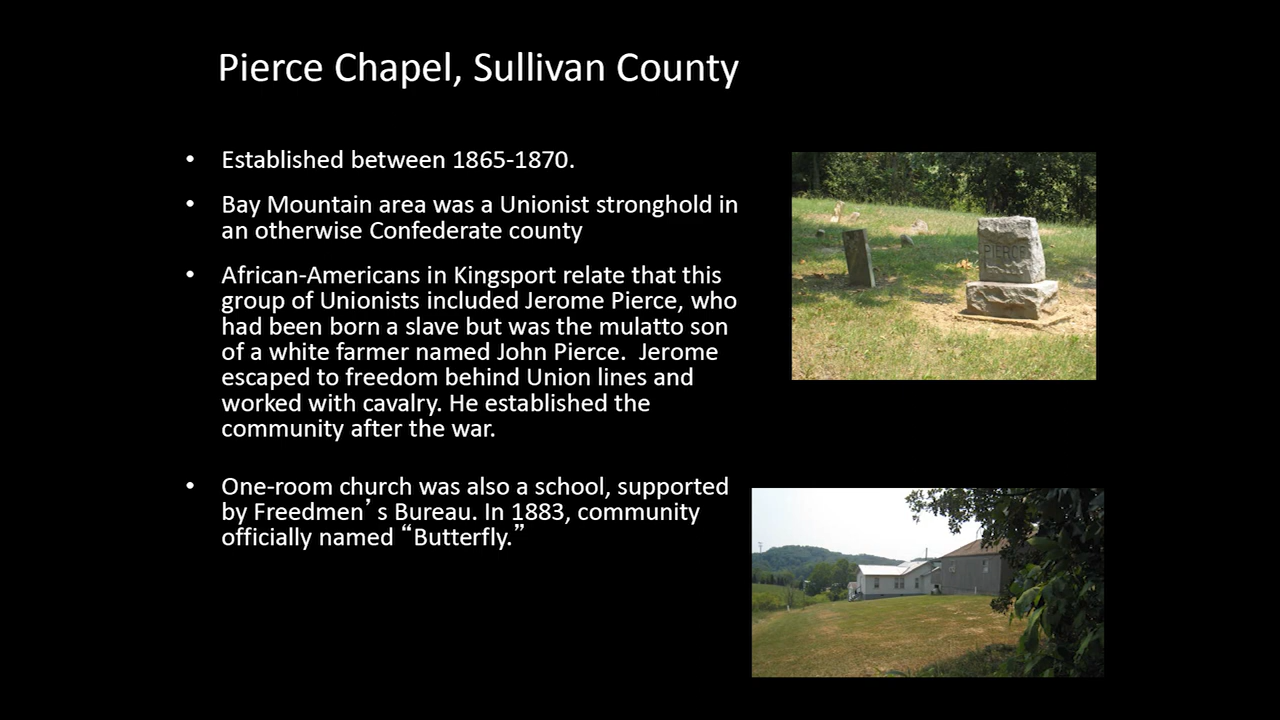 Pierce Chapel, Sullivan County
• Established between 1865-1870.
• Bay Mountain area was a Unionist stronghold in
an otherwise Confederate county
• African-Americans in Kingsport relate that this
group of Unionists included Jerome Pierce, who
had been born a slave but was the mulatto son
of a white farmer named John Pierce.  Jerome
escaped to freedom behind Union lines and
worked with cavalry. He established the
community after the war.
• One-room church was also a school, supported
by Freedmen’ s Bureau. In 1883, community
officially named “Butterfly.”
PIERCE